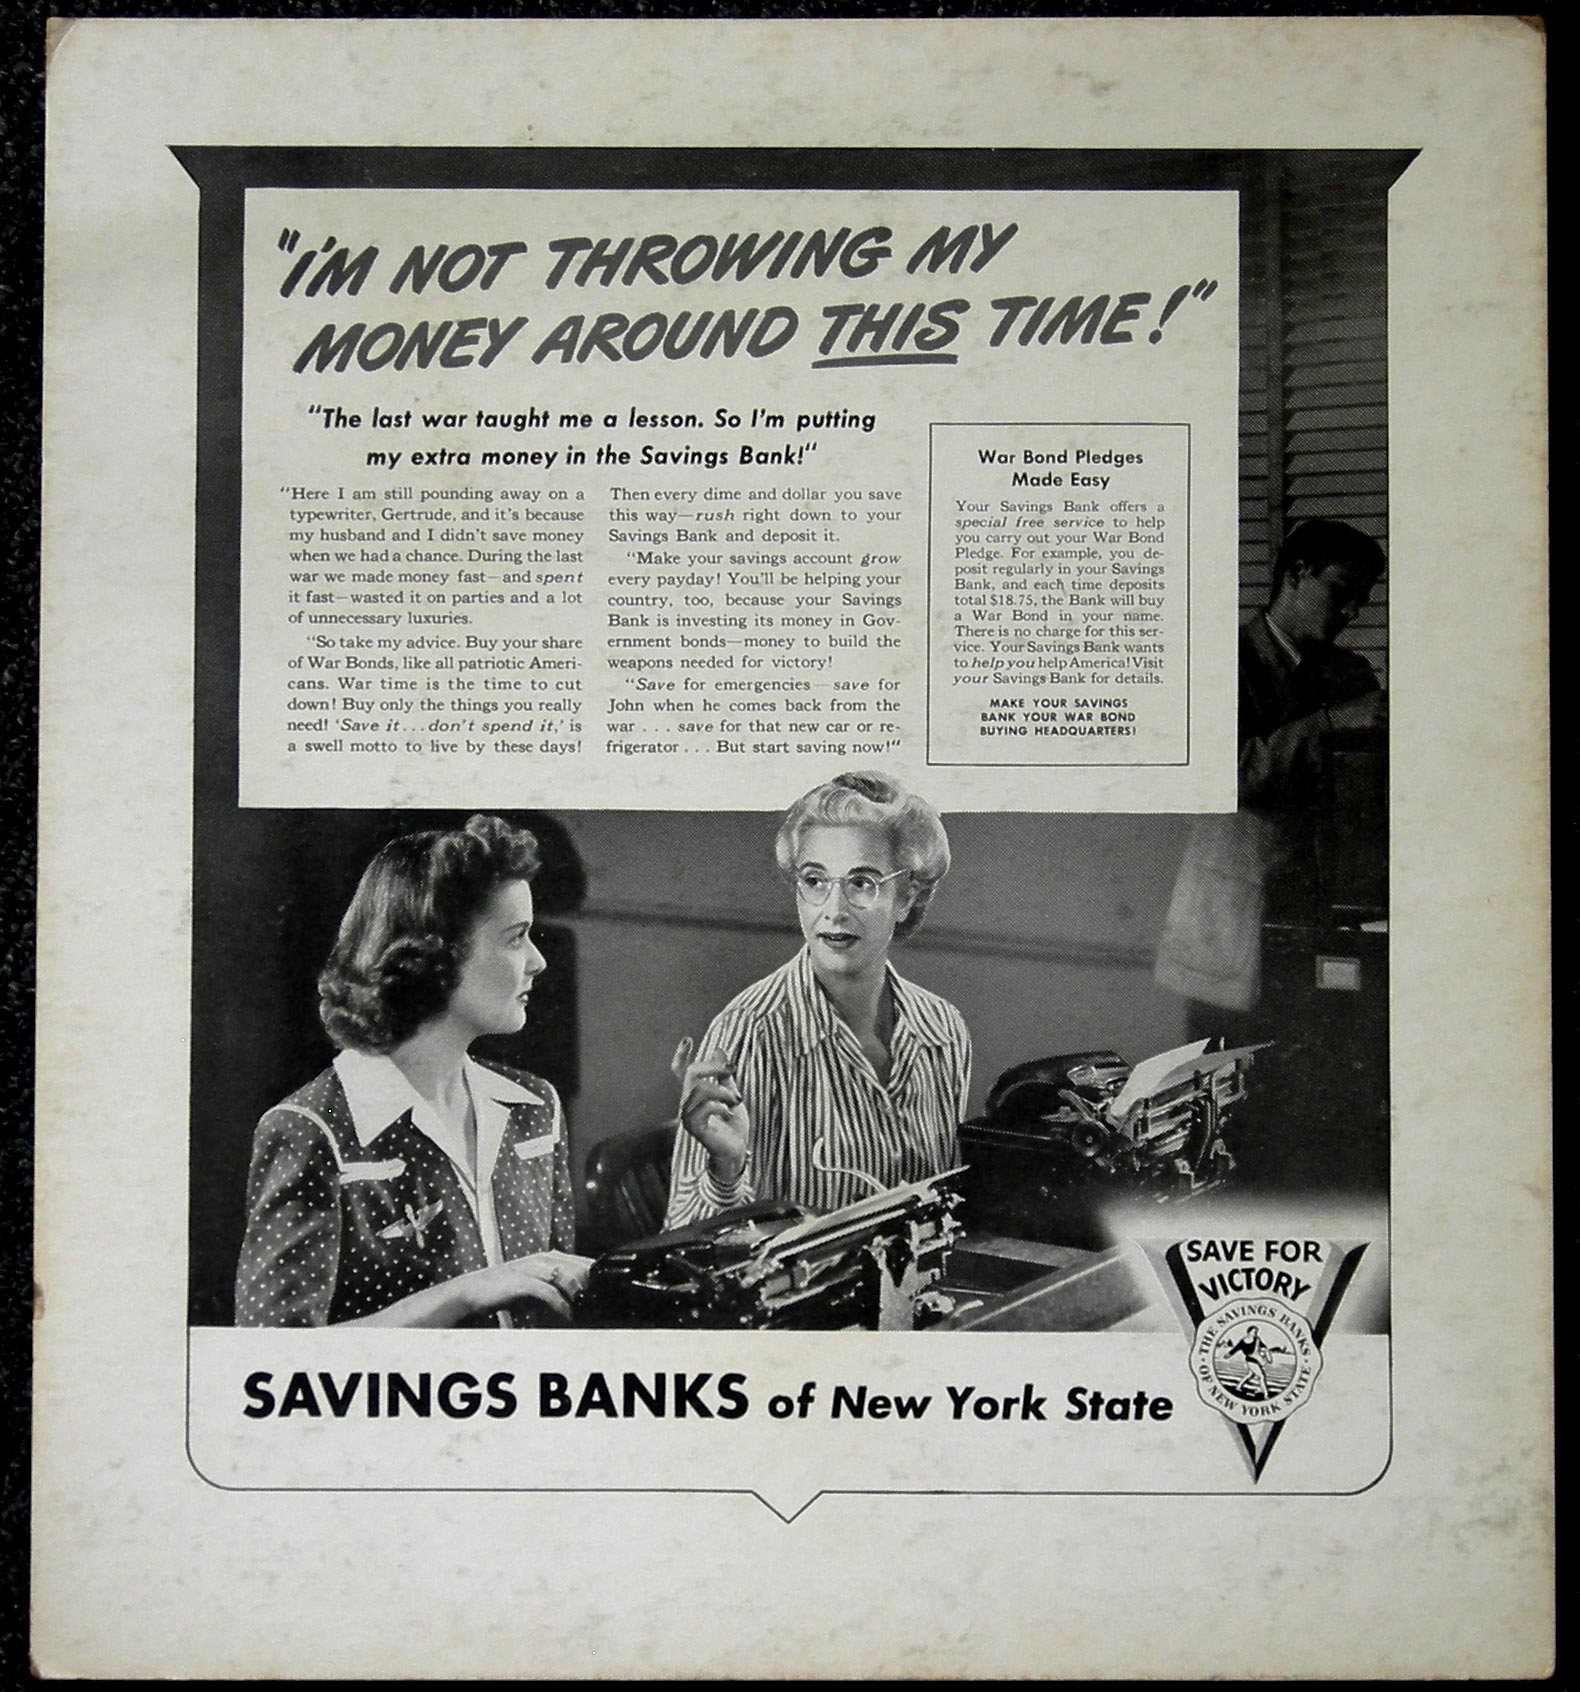 "I'M NOT THROWING MY
MONEY AROUND THIS TIME!"
"The last war taught me a lesson. So I'm putting
my extra money in the Savings Bank!"
"Here I am still pounding away on a
typewriter, Gertrude, and it's because
my husband and I didn't save money
when we had a chance. During the last
war we made money fast—and spent
it fast—wasted it on parties and a lot
of unnecessary luxuries.
"So take my advice. Buy your share
of War Bonds, like all patriotic Ameri-
cans. War time is the time to cut
down! Buy only the things you really
need! 'Save it...don't spend it,' is
a swell motto to live by these days!
Then every dime and dollar you save
this way—rush right down to your
Savings Bank and deposit it.
"Make your savings account grow
every payday! You'll be helping your
country, too, because your Savings
Bank is investing its money in Gov-
ernment bonds—money to build the
weapons needed for victory!
"Save for emergencies—save for
John when he comes back from the
war . . . save for that new car or re-
frigerator . . . But start saving now!"
War Bond Pledges
Made Easy
Your Savings Bank offers a
special free service to help
you carry out your War Bond
Pledge. For example, you de-
posit regularly in your Savings
Bank, and each time deposits
total $18.75, the Bank will buy
a War Bond in your name.
There is no charge for this ser-
vice. Your Savings Bank wants
to help you help America! Visit
your Savings Bank for details.
MAKE YOUR SAVINGS
BANK YOUR WAR BOND
BUYING HEADQUARTERS!
SAVE FOR
VICTORY
THE SAVINGS BANKS
OF NEW YORK STATE
SAVINGS BANKS of New York State